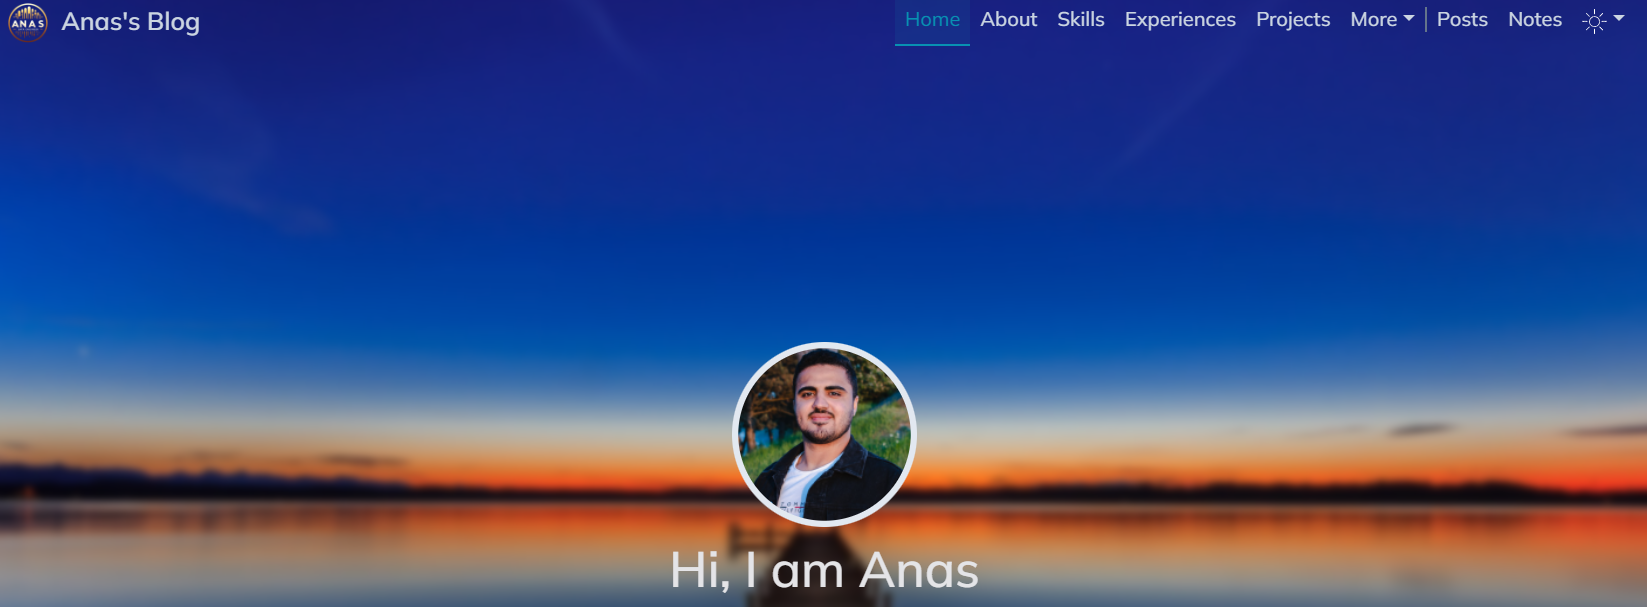 ANAS
Anas's Blog
Home About Skills Experiences Projects More Posts Notes
Hi, I am Anas